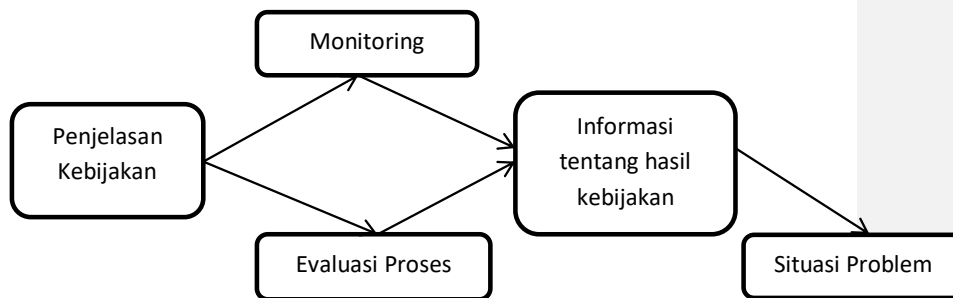 Monitoring
Penjelasan
Kebijakan
Informasi
tentang hasil
kebijakan
Evaluasi Proses
Situasi Problem